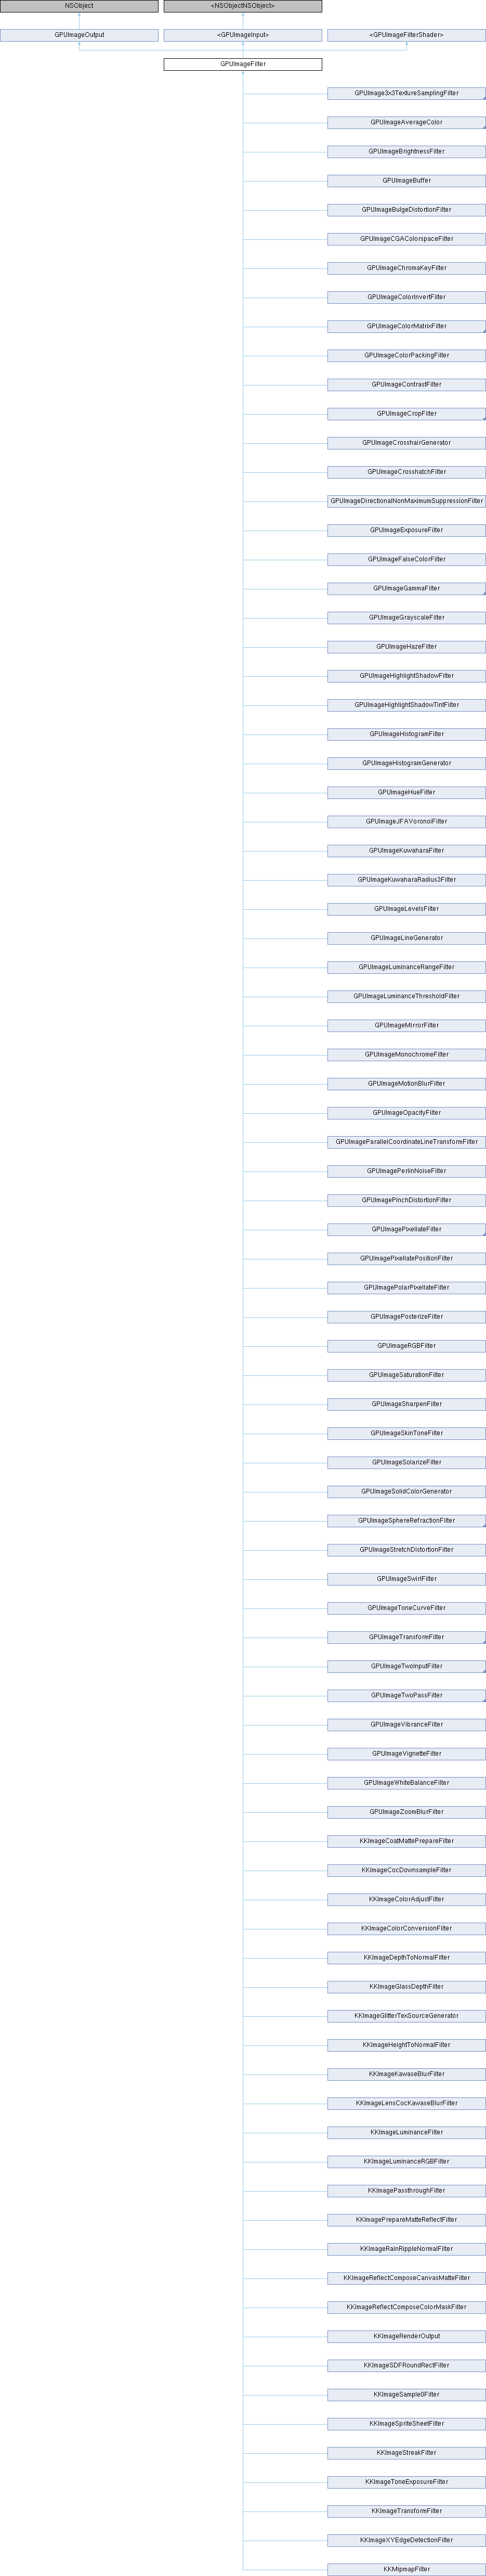 NSObject
<NSObjectNSObject>
GPUImageOutput
<GPUImageInput>
<GPUImageFilterShader>
GPUImageFilter
GPUImage3x3TextureSamplingFilter
GPUImageAverageColor
GPUImageBrightnessFilter
GPUImageBuffer
GPUImageBulgeDistortionFilter
GPUImageCGAColorspaceFilter
GPUImageChromaKeyFilter
GPUImageColorInvertFilter
GPUImageColorMatrixFilter
GPUImageColorPackingFilter
GPUImageContrastFilter
GPUImageCropFilter
GPUImageCrosshairGenerator
GPUImageCrosshatchFilter
GPUImageDirectionalNonMaximumSuppressionFilter
GPUImageExposureFilter
GPUImageFalseColorFilter
GPUImageGammaFilter
GPUImageGrayscaleFilter
GPUImageHazeFilter
GPUImageHighlightShadowFilter
GPUImageHighlightShadowTintFilter
GPUImageHistogramFilter
GPUImageHistogramGenerator
GPUImageHueFilter
GPUImageJFAVoronoiFilter
GPUImageKuwaharaFilter
GPUImageKuwaharaRadius3Filter
GPUImageLevelsFilter
GPUImageLineGenerator
GPUImageLuminanceRangeFilter
GPUImageLuminanceThresholdFilter
GPUImageMirrorFilter
GPUImageMonochromeFilter
GPUImageMotionBlurFilter
GPUImageOpacityFilter
GPUImageParallelCoordinateLineTransformFilter
GPUImagePerlinNoiseFilter
GPUImagePinchDistortionFilter
GPUImagePixellateFilter
GPUImagePixellatePositionFilter
GPUImagePolarPixellateFilter
GPUImagePosterizeFilter
GPUImageRGBFilter
GPUImageSaturationFilter
GPUImageSharpenFilter
GPUImageSkinToneFilter
GPUImageSolarizeFilter
GPUImageSolidColorGenerator
GPUImageSphereRefractionFilter
GPUImageStretchDistortionFilter
GPUImageSwirlFilter
GPUImageToneCurveFilter
GPUImageTransformFilter
GPUImageTwoInputFilter
GPUImageTwoPassFilter
GPUImageVibranceFilter
GPUImageVignetteFilter
GPUImageWhiteBalanceFilter
GPUImageZoomBlurFilter
KKImageCoatMattePrepareFilter
KKImageCocDownsampleFilter
KKImageColorAdjustFilter
KKImageColorConversionFilter
KKImageDepthToNormalFilter
KKImageGlassDepthFilter
KKImageGlitterTexSourceGenerator
KKImageHeightToNormalFilter
KKImageKawaseBlurFilter
KKImageLensCocKawaseBlurFilter
KKImageLuminanceFilter
KKImageLuminanceRGBFilter
KKImagePassthroughFilter
KKImagePrepareMatteReflectFilter
KKImageRainRippleNormalFilter
KKImageReflectComposeCanvasMatteFilter
KKImageReflectComposeColorMaskFilter
KKImageRenderOutput
KKImageSDFRoundRectFilter
KKImageSample8Filter
KKImageSpriteSheetFilter
KKImageStreakFilter
KKImageToneExposureFilter
KKImageTransformFilter
KKImageXYEdgeDetectionFilter
KKMipmapFilter